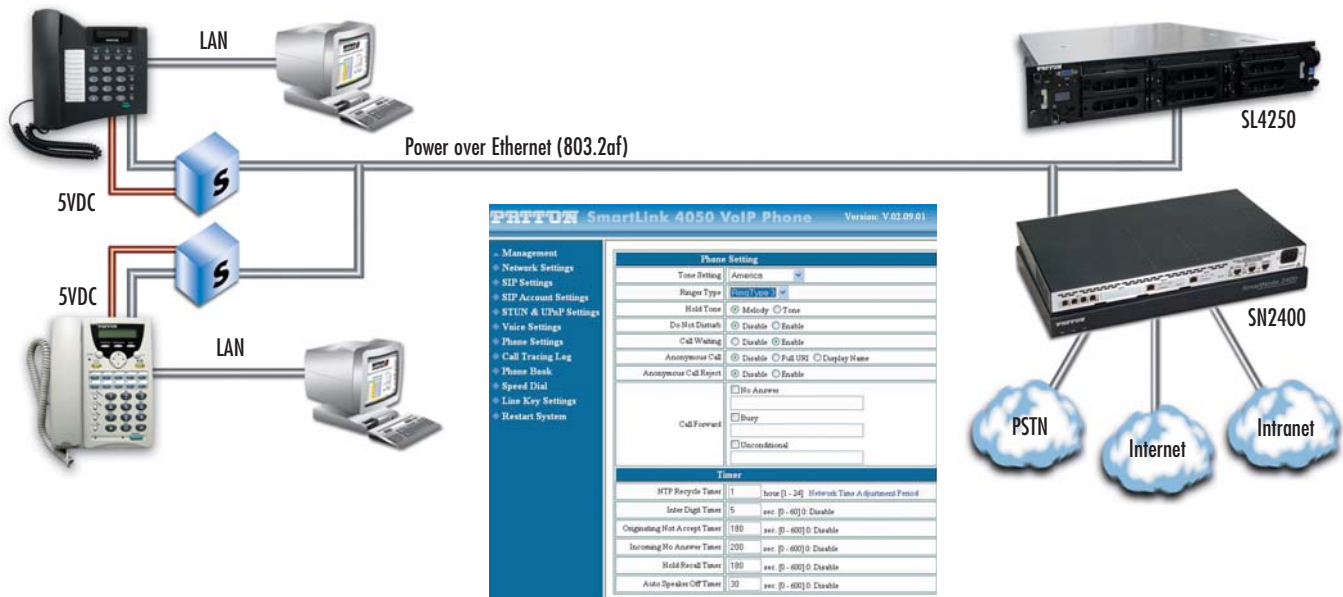 LAN
SL4250
Power over Ethernet (803.2af)
5VDC
PATTON SmartLink 4050 VoIP Phone Version: V.02.09.01
Management
Network Settings
SIP Settings
SIP Account Settings
STUN & UPnP Settings
Voice Settings
Phone Settings
Call Tracing Log
Phone Book
Speed Dial
Line Key Settings
Restart System
Phone Setting
Tone Setting America
Ringer Type RingType
Hold Tone Melody Tone
Do Not Disturb Disable Enable
Call Waiting Disable Enable
Anonymous Call Disable Full URI Display Name
Anonymous Call Reject Disable Enable
Call Forward
No Answer
Busy
Unconditional
Timer
NTP Recycle Timer 1 hour [1 - 24] Network Time Adjustment Period
Inter Digit Timer 5 sec. [0 - 60] 0: Disable
Originating Not Accept Timer 180 sec. [0 - 600] 0: Disable
Incoming No Answer Timer 200 sec. [0 - 600] 0: Disable
Hold Recall Timer 180 sec. [0 - 600] 0: Disable
Auto Speaker Off Timer 30 sec. [0 - 600] 0: Disable
S
S
5VDC
LAN
SmartNode 2400
PATTON
SN2400
PSTN
Internet
Intranet